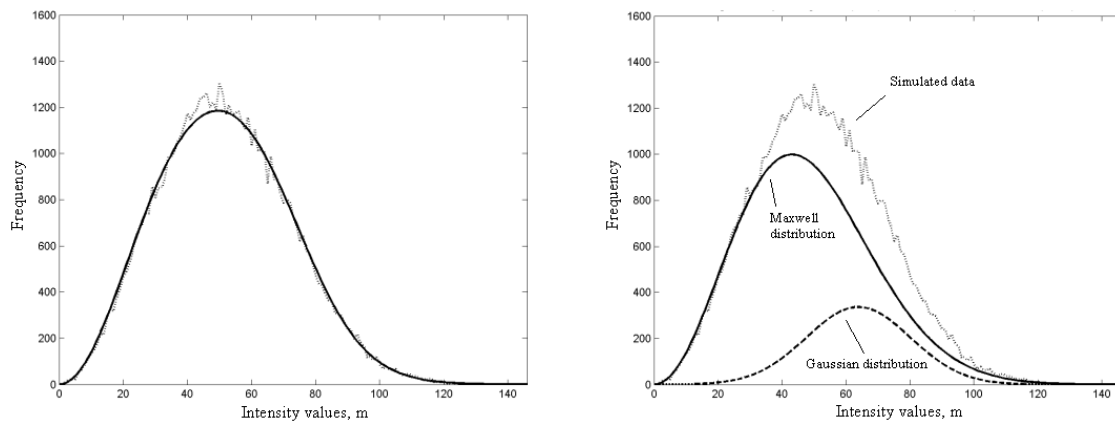 1600
1400
1200
1000
800
600
400
200
0
Frequency
0 20 40 60 80 100 120 140
Intensity values, m
1600
1400
1200
1000
800
600
400
200
0
Frequency
Simulated data
Maxwell
distribution
Gaussian distribution
0 20 40 60 80 100 120 140
Intensity values, m